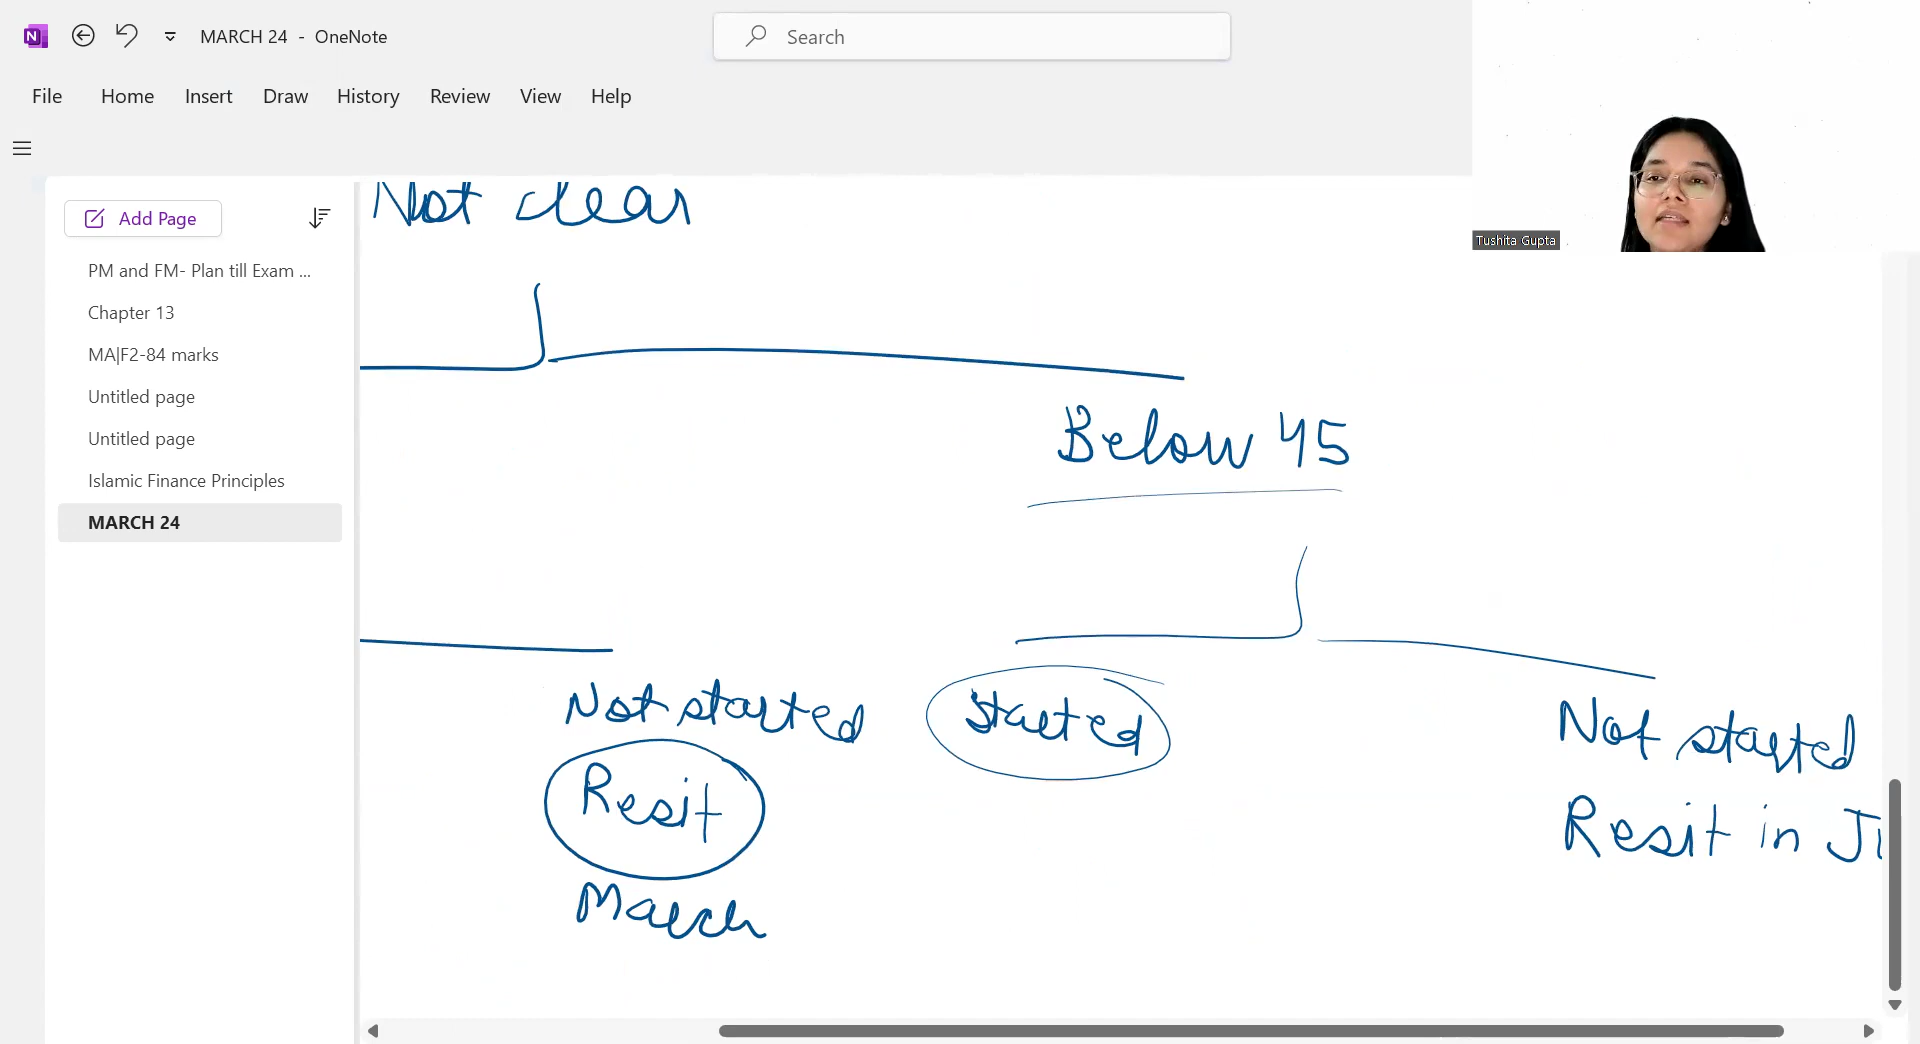 MARCH 24 - OneNote
Search
File Home Insert Draw History Review View Help
Tushita Gupta
Add Page
PM and FM- Plan till Exam ...
Chapter 13
MA|F2-84 marks
Untitled page
Untitled page
Islamic Finance Principles
MARCH 24
Not clear
Below 45
Not started
Started
Not started
Resit
Resit in
March